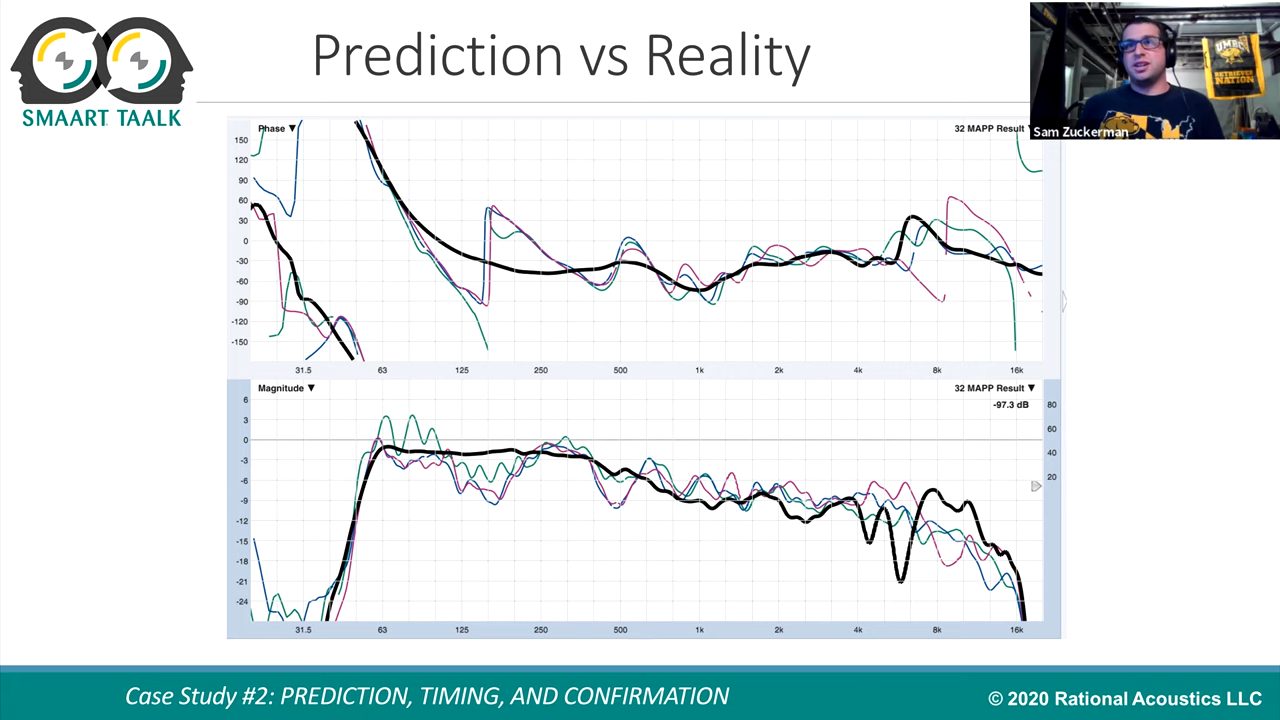 Prediction vs Reality
SMAART TAALK
UMBC
RETRIEVER
NATION
Sam Zuckerman
Phase ▼
32 MAPP Result ▼
150
120
90
60
30
0
-30
-60
-90
-120
-150
31.5 63 125 250 500 1k 2k 4k 8k 16k
Magnitude ▼
32 MAPP Result ▼
-97.3 dB
6
3
0
-3
-6
-9
-12
-15
-18
-21
-24
80
60
40
20
31.5 63 125 250 500 1k 2k 4k 8k 16k
Case Study #2: PREDICTION, TIMING, AND CONFIRMATION
© 2020 Rational Acoustics LLC